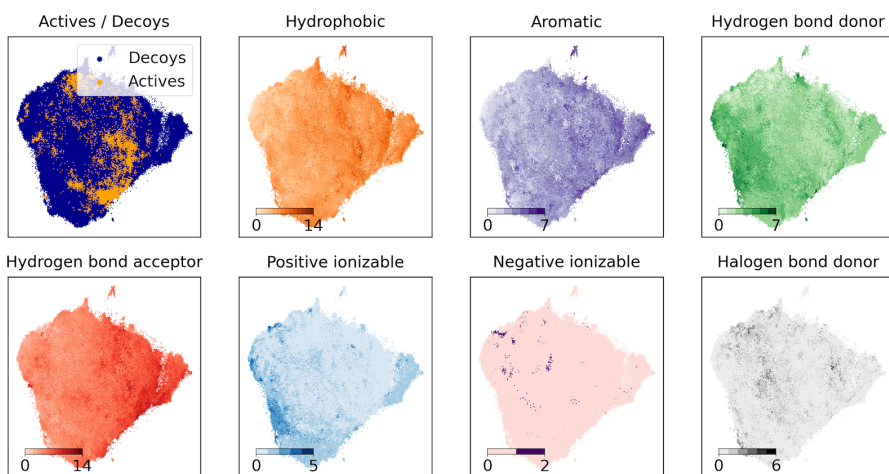 Actives / Decoys
Hydrophobic
Aromatic
Hydrogen bond donor
Decoys
Actives
0 14
0 7
0 7
Hydrogen bond acceptor
Positive ionizable
Negative ionizable
Halogen bond donor
0 14
0 5
0 2
0 6